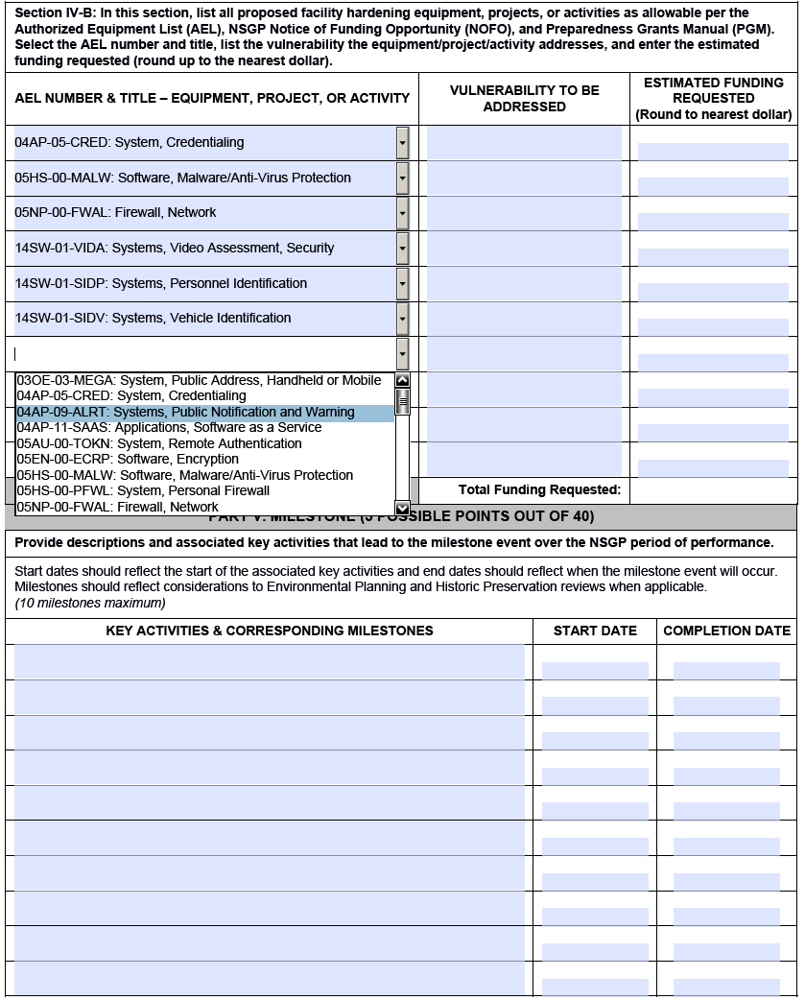 Section IV-B: In this section, list all proposed facility hardening equipment, projects, or activities as allowable per the
Authorized Equipment List (AEL), NSGP Notice of Funding Opportunity (NOFO), and Preparedness Grants Manual (PGM).
Select the AEL number and title, list the vulnerability the equipment/project/activity addresses, and enter the estimated
funding requested (round up to the nearest dollar).
AEL NUMBER & TITLE – EQUIPMENT, PROJECT, OR ACTIVITY
VULNERABILITY TO BE
ADDRESSED
ESTIMATED FUNDING
REQUESTED
(Round to nearest dollar)
04AP-05-CRED: System, Credentialing
05HS-00-MALW: Software, Malware/Anti-Virus Protection
05NP-00-FWAL: Firewall, Network
14SW-01-VIDA: Systems, Video Assessment, Security
14SW-01-SIDP: Systems, Personnel Identification
14SW-01-SIDV: Systems, Vehicle Identification
03OE-03-MEGA: System, Public Address, Handheld or Mobile
04AP-05-CRED: System, Credentialing
04AP-09-ALRT: Systems, Public Notification and Warning
04AP-11-SAAS: Applications, Software as a Service
05AU-00-TOKN: System, Remote Authentication
05EN-00-ECRP: Software, Encryption
05HS-00-MALW: Software, Malware/Anti-Virus Protection
05HS-00-PFWL: System, Personal Firewall
05NP-00-FWAL: Firewall, Network
Total Funding Requested:
PART V: MILESTONE (5 POSSIBLE POINTS OUT OF 40)
Provide descriptions and associated key activities that lead to the milestone event over the NSGP period of performance.
Start dates should reflect the start of the associated key activities and end dates should reflect when the milestone event will occur.
Milestones should reflect considerations to Environmental Planning and Historic Preservation reviews when applicable.
(10 milestones maximum)
KEY ACTIVITIES & CORRESPONDING MILESTONES
START DATE
COMPLETION DATE